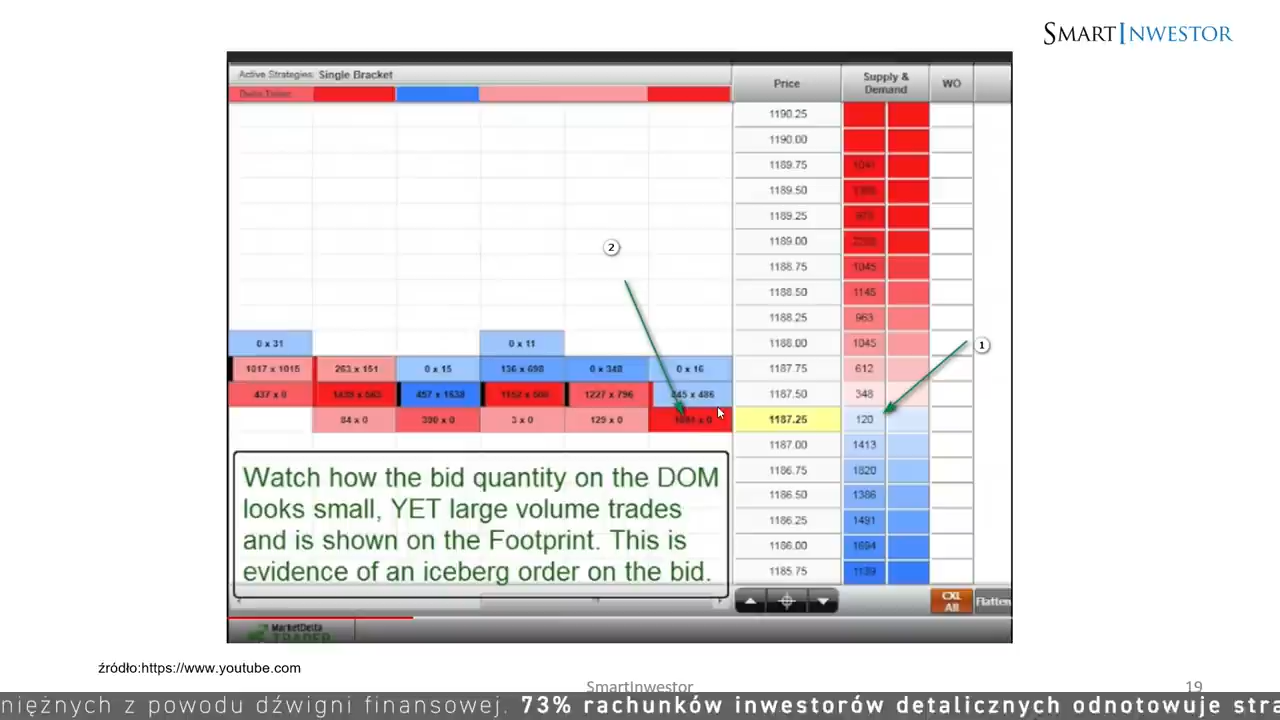 SMARTINWESTOR
Active Strategies: Single Bracket
Price
Supply & Demand
WO
1190.25
1190.00
1189.75
1189.50
1189.25
1189.00
2
1188.75 1045
1188.50 1145
1188.25 963
0 x 31 0 x 11 1188.00 1045
1
1017 x 1015 263 x 151 0 x 15 136 x 698 0 x 348 0 x 16 1187.75 612
437 x 0 457 x 1638 1227 x 796 x 486 1187.50 348
84 x 0 390 x 0 3 x 0 129 x 0 1187.25 120
1187.00 1413
1186.75 1820
1186.50 1386
1186.25 1491
1186.00 1694
1185.75 1139
Watch how the bid quantity on the DOM
looks small, YET large volume trades
and is shown on the Footprint. This is
evidence of an iceberg order on the bid.
CXL All Flatten
MarketDelta
TRADER
źródło:https://www.youtube.com
SmartInwestor 19
niężnych z powodu dźwigni finansowej. 73% rachunków inwestorów detalicznych odnotowuje stra